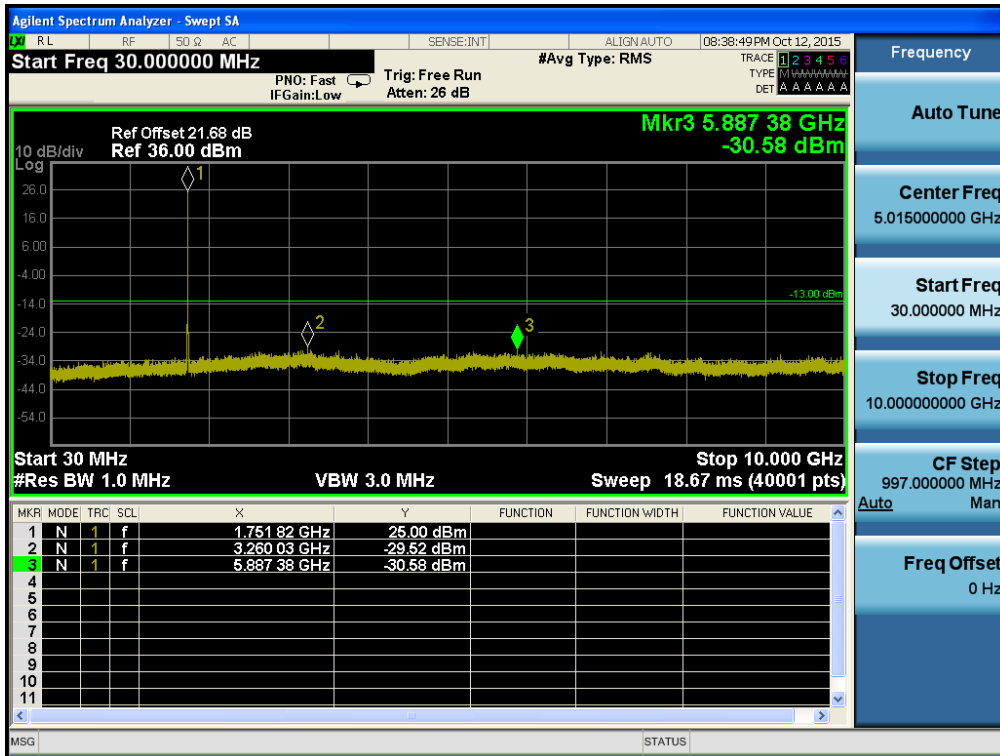 Agilent Spectrum Analyzer - Swept SA
LXI RL RF 50 Ω AC SENSE:INT ALIGN AUTO 08:38:49 PM Oct 12, 2015
Start Freq 30.000000 MHz #Avg Type: RMS TRACE 1 2 3 4 5 6
PNO: Fast Trig: Free Run TYPE M
IFGain:Low Atten: 26 dB DET A A A A A A
Mkr3 5.887 38 GHz
Ref Offset 21.68 dB
10 dB/div Ref 36.00 dBm -30.58 dBm
Log
1
26.0
16.0
6.00
-4.00
-13.00 dBm
-14.0
2 3
-24.0
-34.0
-44.0
-54.0
Start 30 MHz Stop 10.000 GHz
#Res BW 1.0 MHz VBW 3.0 MHz Sweep 18.67 ms (40001 pts)
MKR MODE TRC SCL X Y FUNCTION FUNCTION WIDTH FUNCTION VALUE
1 N 1 f 1.751 82 GHz 25.00 dBm
2 N 1 f 3.260 03 GHz -29.52 dBm
3 N 1 f 5.887 38 GHz -30.58 dBm
4
5
6
7
8
9
10
11
MSG STATUS
Frequency
Auto Tune
Center Freq
5.015000000 GHz
Start Freq
30.000000 MHz
Stop Freq
10.000000000 GHz
CF Step
997.000000 MHz
Auto Man
Freq Offset
0 Hz